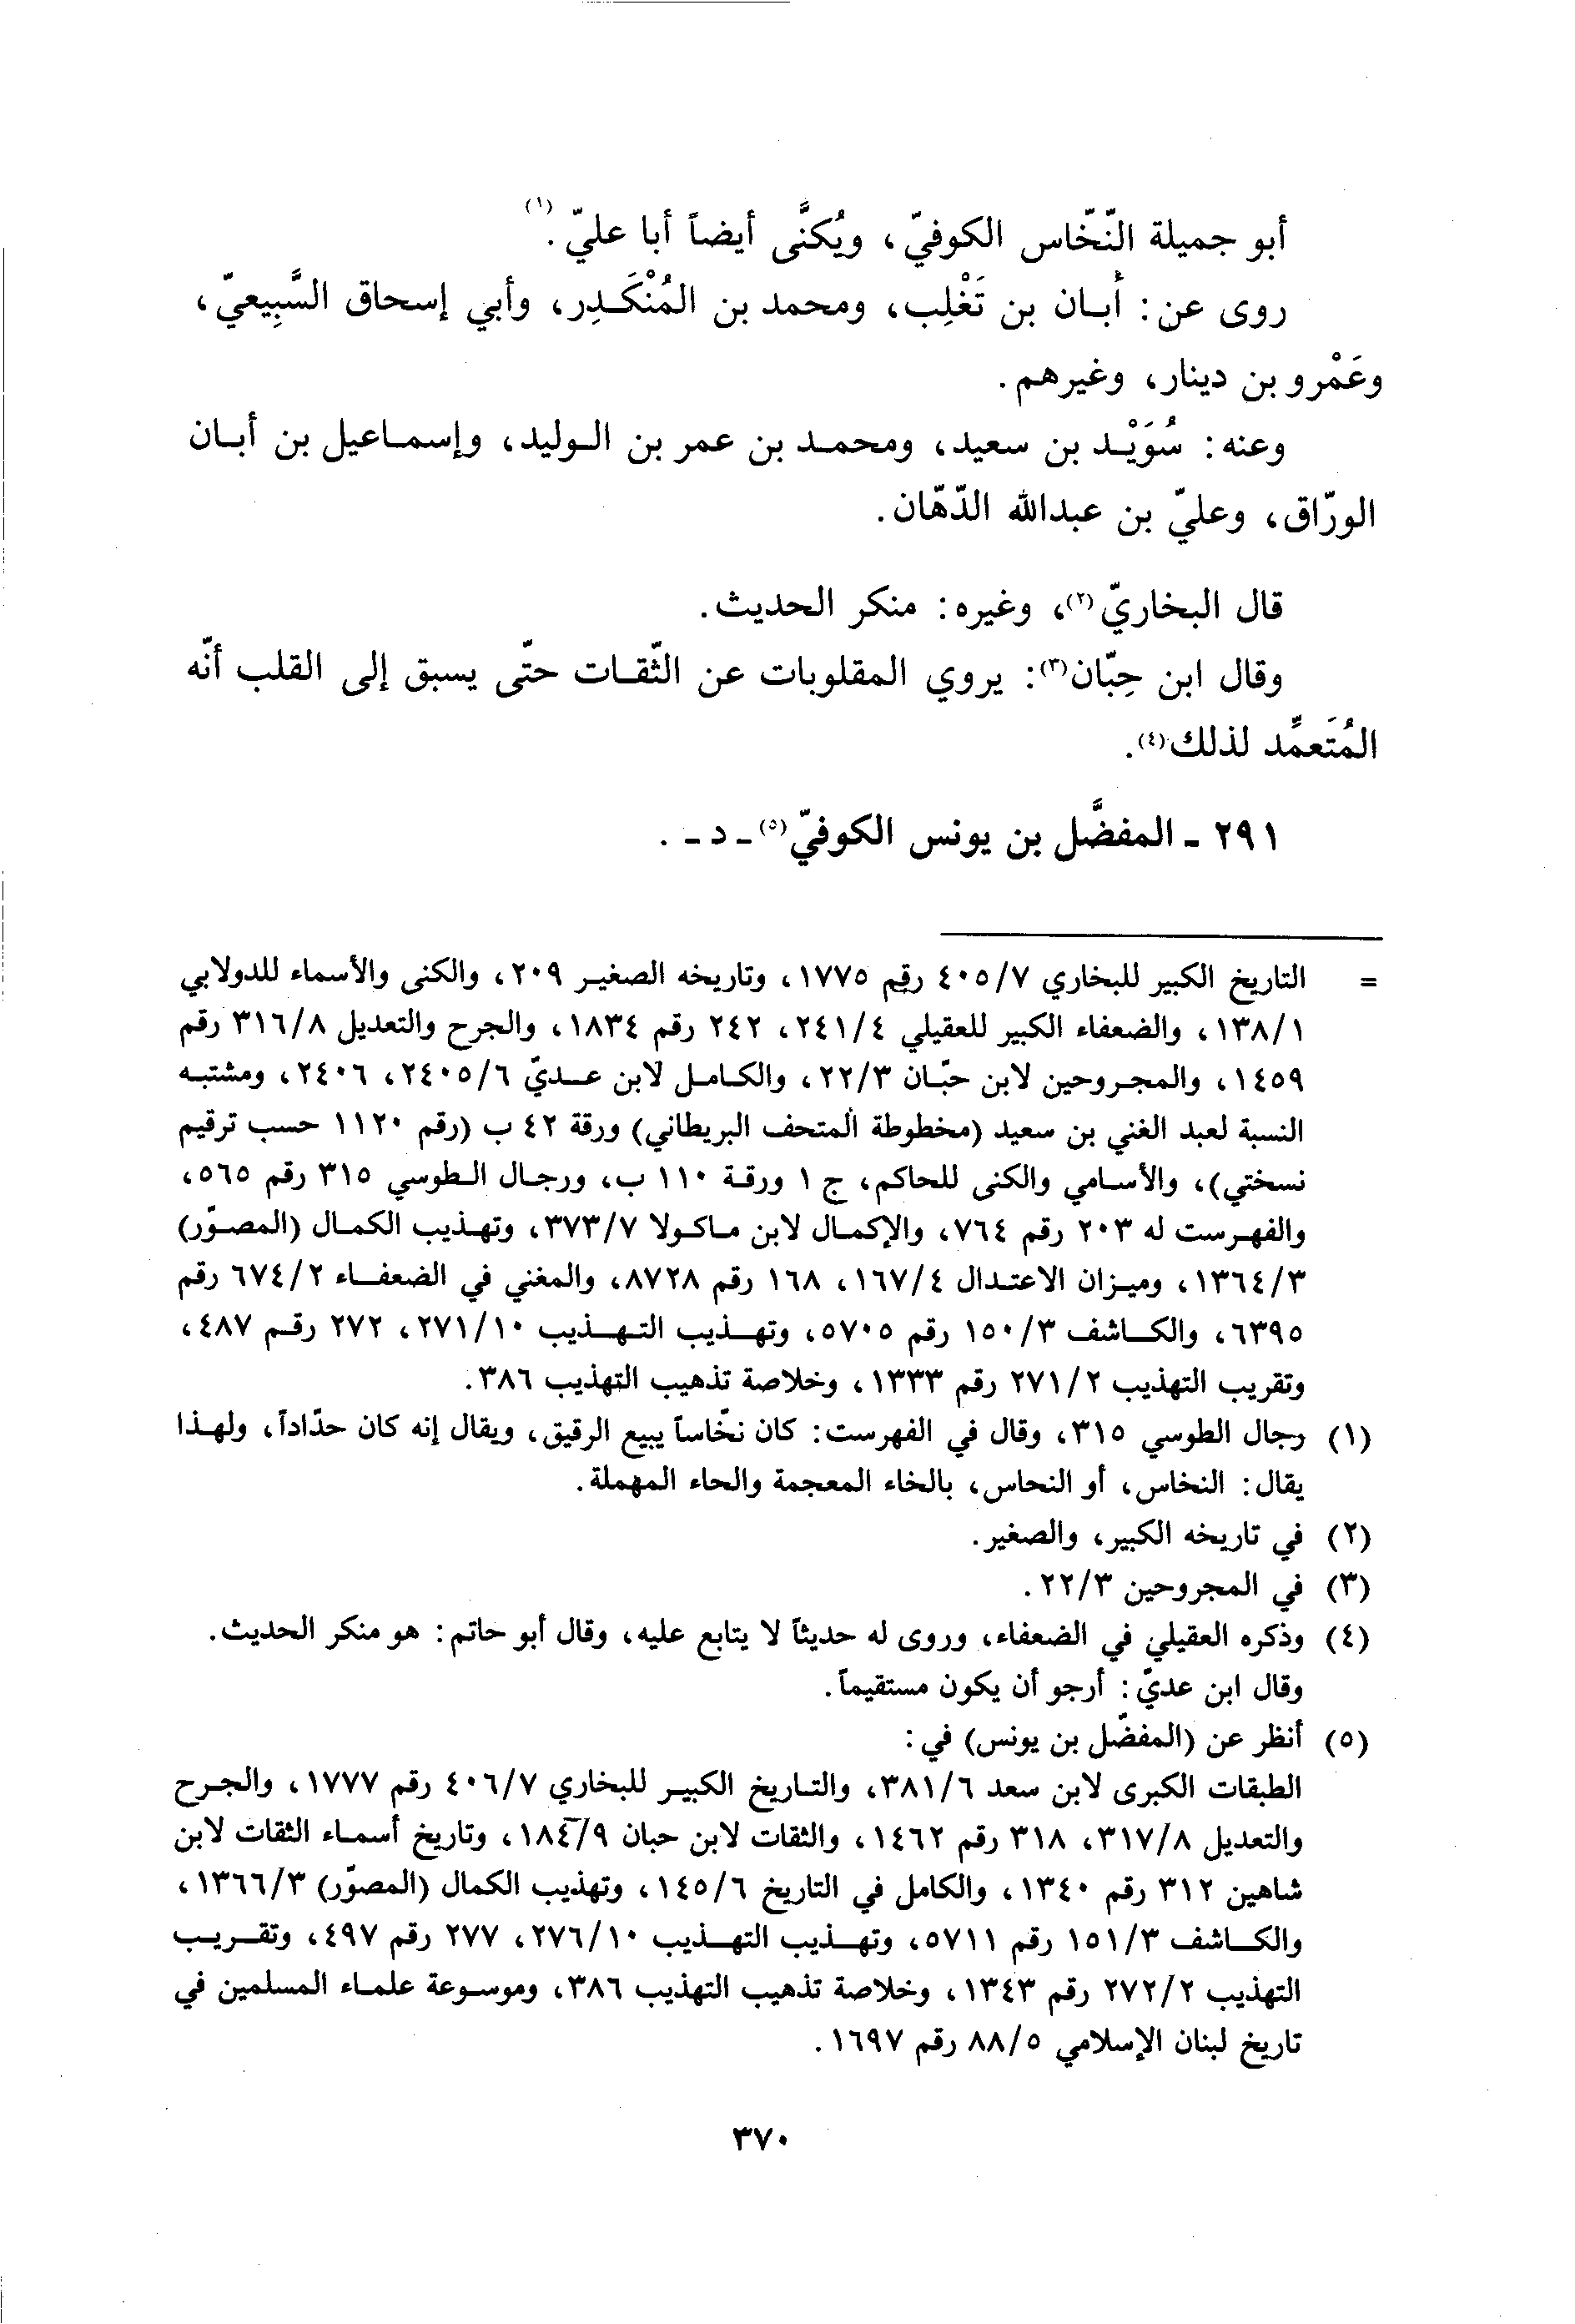 أبو جميلة النّخّاس الكوفيّ، ويُكنَّى أيضاً أبا عليّ.(١)
روى عن: أبـان بن تَغْلِب، ومحمد بن المُنْكَـدِر، وأبي إسحاق السَّبِيعيّ،
وعَمْرو بن دينار، وغيرهم.
وعنه: سُوَيْـد بن سعيد، ومحمـد بن عمر بن الـوليد، وإسمـاعيل بن أبـان
الورّاق، وعليّ بن عبدالله الدّهّان.
قال البخاريّ(٢)، وغيره: منكر الحديث.
وقال ابن حِبّان(٣): يروي المقلوبات عن الثّقـات حتّى يسبق إلى القلب أنّه
المُتَعمِّد لذلك(٤).
٢٩١ - المفضَّل بن يونس الكوفيّ(٥) - د - .
= التاريخ الكبير للبخاري ٤٠٥/٧ رقم ١٧٧٥، وتاريخه الصغيـر ٢٠٩، والكنى والأسماء للدولابي
١٣٨/١، والضعفاء الكبير للعقيلي ٢٤١/٤، ٢٤٢ رقم ١٨٣٤، والجرح والتعديل ٣١٦/٨ رقم
١٤٥٩، والمجـروحين لابن حبّـان ٢٢/٣، والكـامـل لابن عـديّ ٢٤٠٥/٦، ٢٤٠٦، ومشتبـه
النسبة لعبد الغني بن سعيد (مخطوطة المتحف البريطاني) ورقة ٤٢ ب (رقم ١١٢٠ حسب ترقيم
نسختي)، والأسـامي والكنى للحاكم، ج ١ ورقـة ١١٠ ب، ورجـال الـطوسي ٣١٥ رقم ٥٦٥،
والفهـرست له ٢٠٣ رقم ٧٦٤، والإكمـال لابن مـاكـولا ٣٧٣/٧، وتهـذيب الكمـال (المصـوّر)
١٣٦٤/٣، وميـزان الاعتـدال ١٦٧/٤، ١٦٨ رقم ٨٧٢٨، والمغني في الضعفـاء ٦٧٤/٢ رقم
٦٣٩٥، والكـاشف ١٥٠/٣ رقم ٥٧٠٥، وتهـذيب التـهـذيب ٢٧١/١٠، ٢٧٢ رقـم ٤٨٧،
وتقريب التهذيب ٢٧١/٢ رقم ١٣٣٣، وخلاصة تذهيب التهذيب ٣٨٦.
(١) رجال الطوسي ٣١٥، وقال في الفهرست: كان نخّاساً يبيع الرقيق، ويقال إنه كان حدّاداً، ولهـذا
يقال: النخاس، أو النحاس، بالخاء المعجمة والحاء المهملة.
(٢) في تاريخه الكبير، والصغير.
(٣) في المجروحين ٢٢/٣.
(٤) وذكره العقيلي في الضعفاء، وروى له حديثاً لا يتابع عليه، وقال أبو حاتم: هو منكر الحديث.
وقال ابن عديّ: أرجو أن يكون مستقيماً.
(٥) أنظر عن (المفضّل بن يونس) في:
الطبقات الكبرى لابن سعد ٣٨١/٦، والتـاريخ الكبيـر للبخاري ٤٠٦/٧ رقم ١٧٧٧، والجـرح
والتعديل ٣١٧/٨، ٣١٨ رقم ١٤٦٢، والثقات لابن حبان ١٨٤/٩، وتاريخ أسمـاء الثقات لابن
شاهين ٣١٢ رقم ١٣٤٠، والكامل في التاريخ ١٤٥/٦، وتهذيب الكمال (المصوّر) ١٣٦٦/٣،
والكـاشف ١٥١/٣ رقم ٥٧١١، وتهـذيب التهـذيب ٢٧٦/١٠، ٢٧٧ رقم ٤٩٧، وتقـريـب
التهذيب ٢٧٢/٢ رقم ١٣٤٣، وخلاصة تذهيب التهذيب ٣٨٦، وموسـوعة علمـاء المسلمين في
تاريخ لبنان الإسلامي ٨٨/٥ رقم ١٦٩٧.
٣٧٠